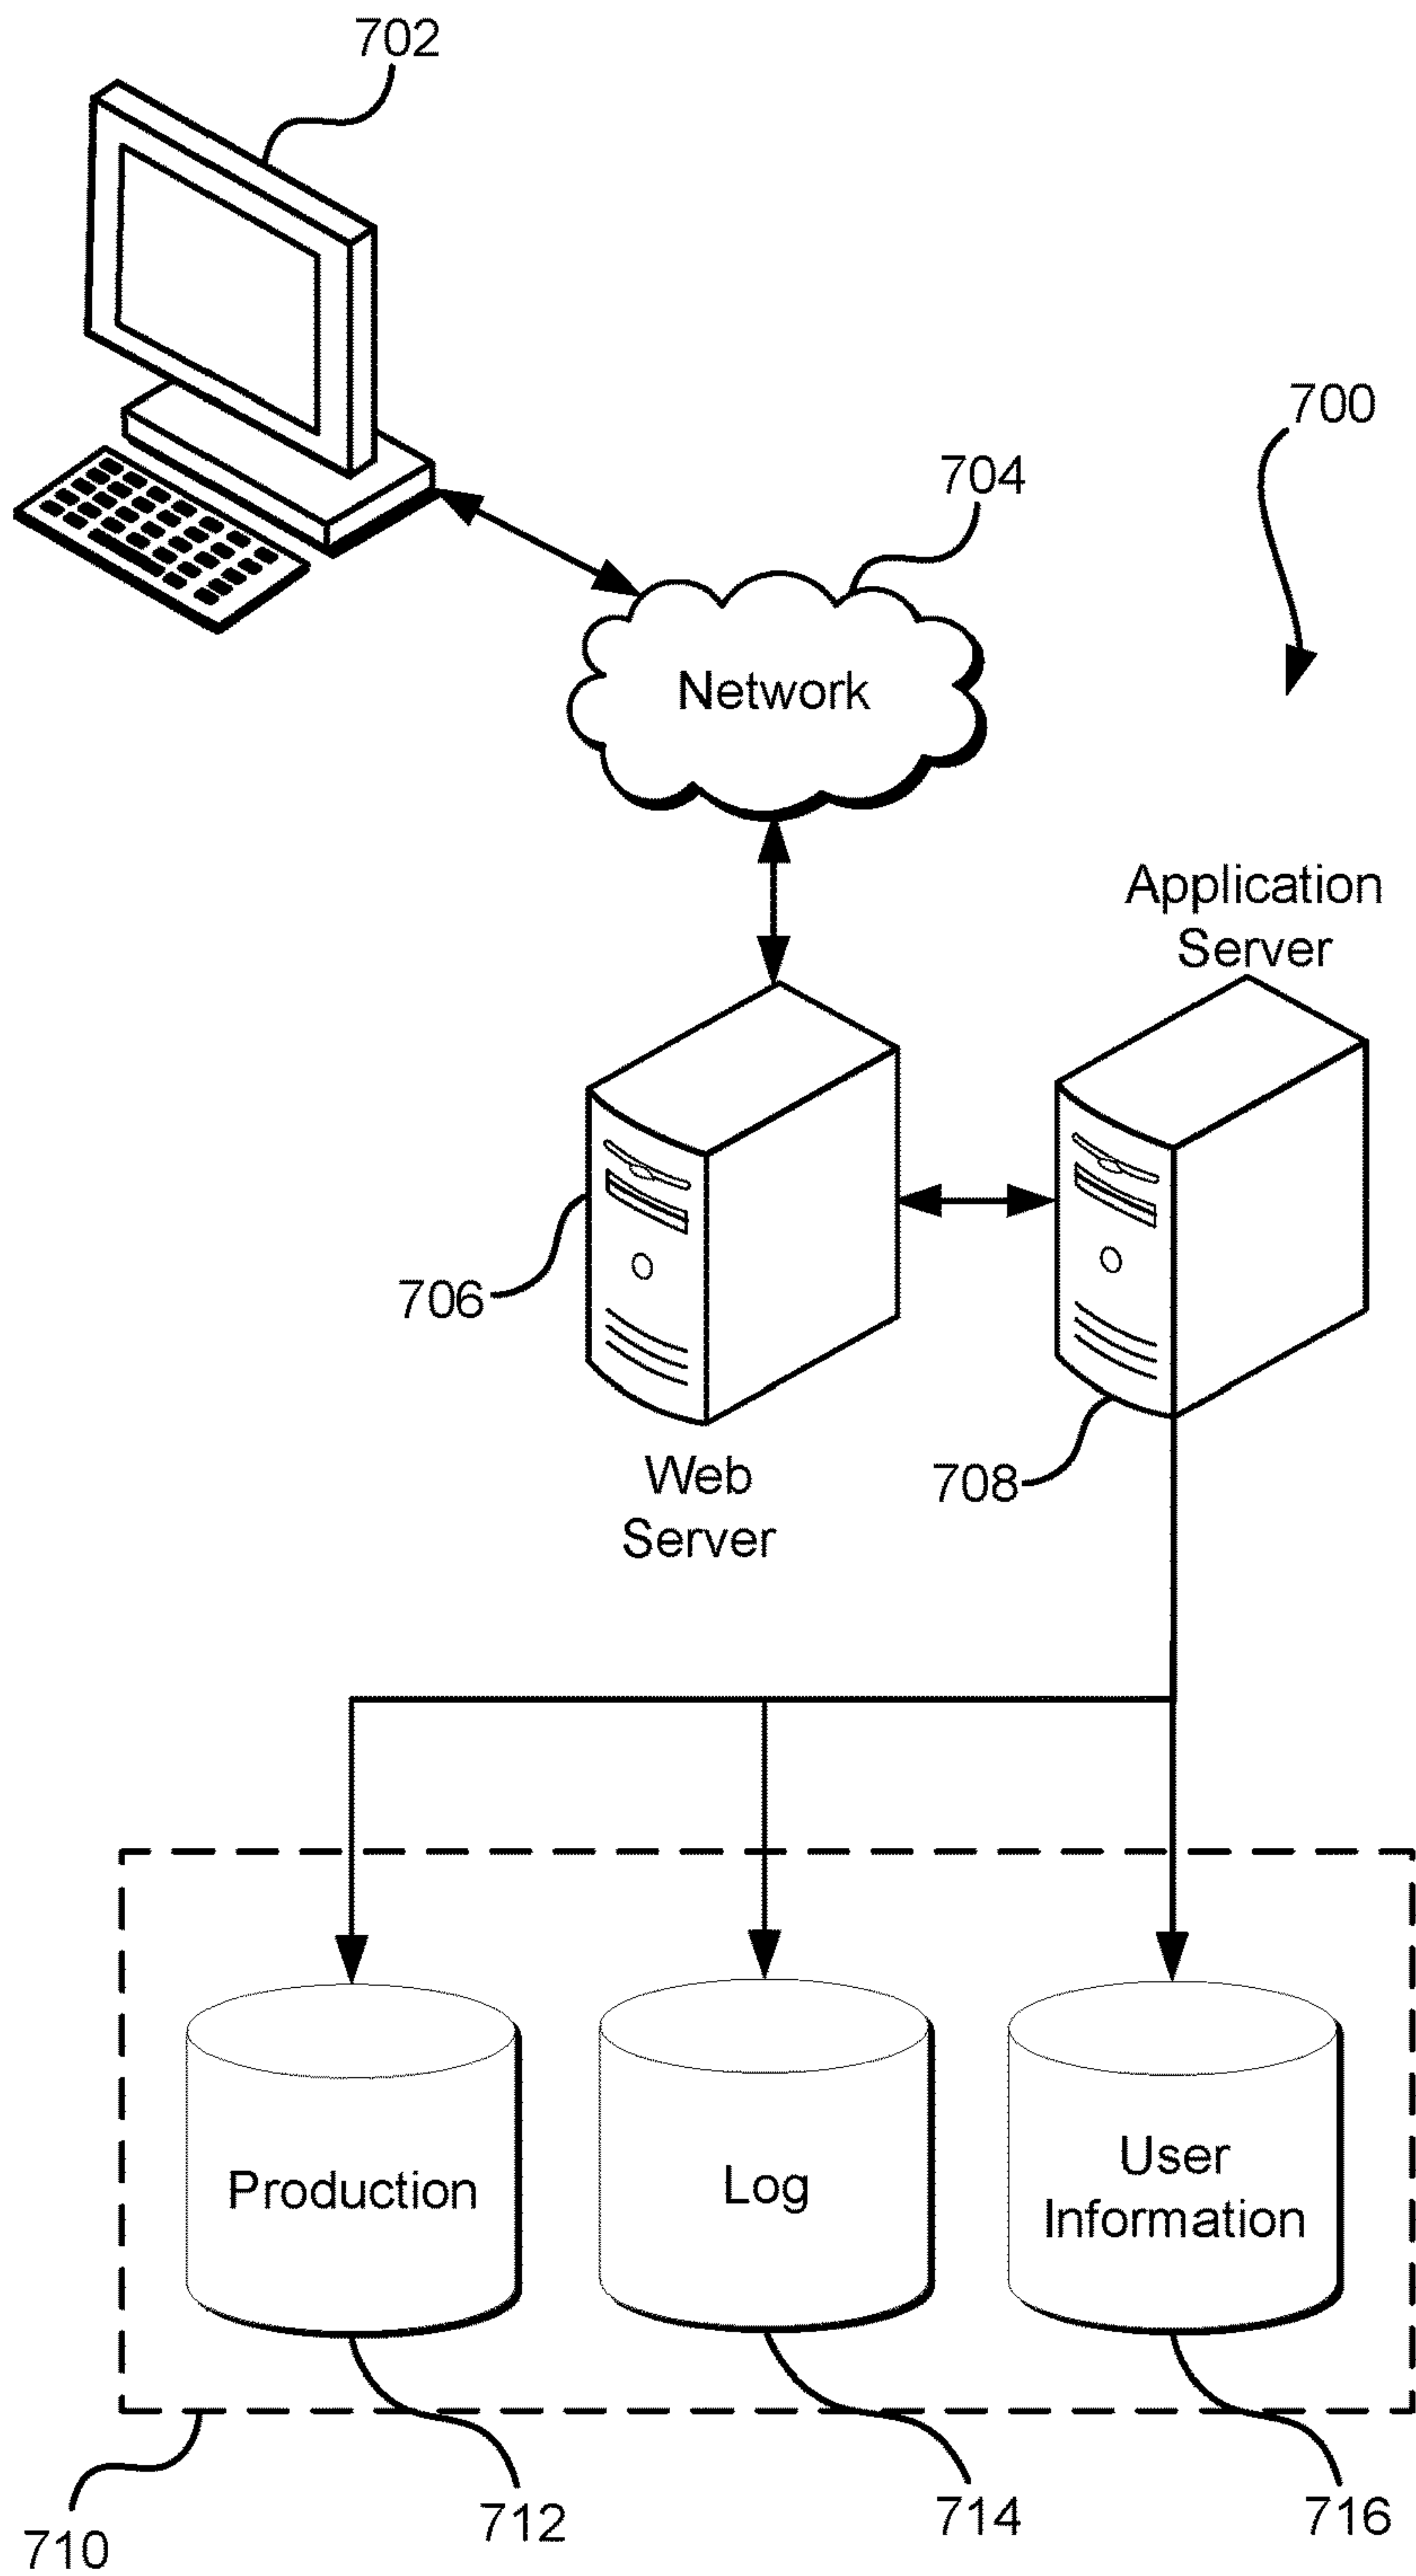 702
700
704
Network
Application
Server
706
Web
Server
708
Production
Log
User
Information
710
712
714
716